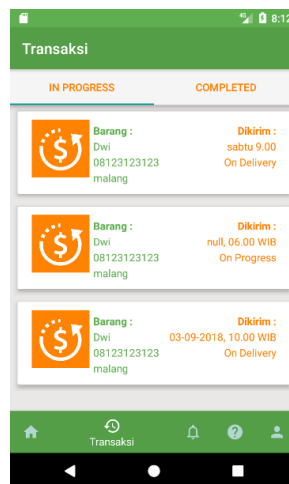 4G 8:12
Transaksi
IN PROGRESS COMPLETED
Barang : Dikirim :
Dwi sabtu 9.00
08123123123 On Delivery
malang
Barang : Dikirim :
Dwi null, 06.00 WIB
08123123123 On Progress
malang
Barang : Dikirim :
Dwi 03-09-2018, 10.00 WIB
08123123123 On Delivery
malang
Transaksi